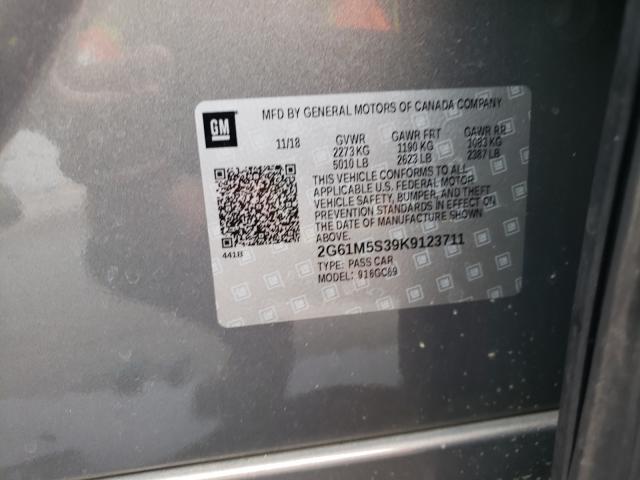 GM
MFD BY GENERAL MOTORS OF CANADA COMPANY
11/18 GVWR GAWR FRT GAWR RR
2273 KG 1190 KG 1083 KG
5010 LB 2623 LB 2387 LB
THIS VEHICLE CONFORMS TO ALL
APPLICABLE U.S. FEDERAL MOTOR
VEHICLE SAFETY, BUMPER, AND THEFT
PREVENTION STANDARDS IN EFFECT ON
THE DATE OF MANUFACTURE SHOWN
ABOVE.
441B 2G61M5S39K9123711
TYPE: PASS CAR
MODEL: 916GC69